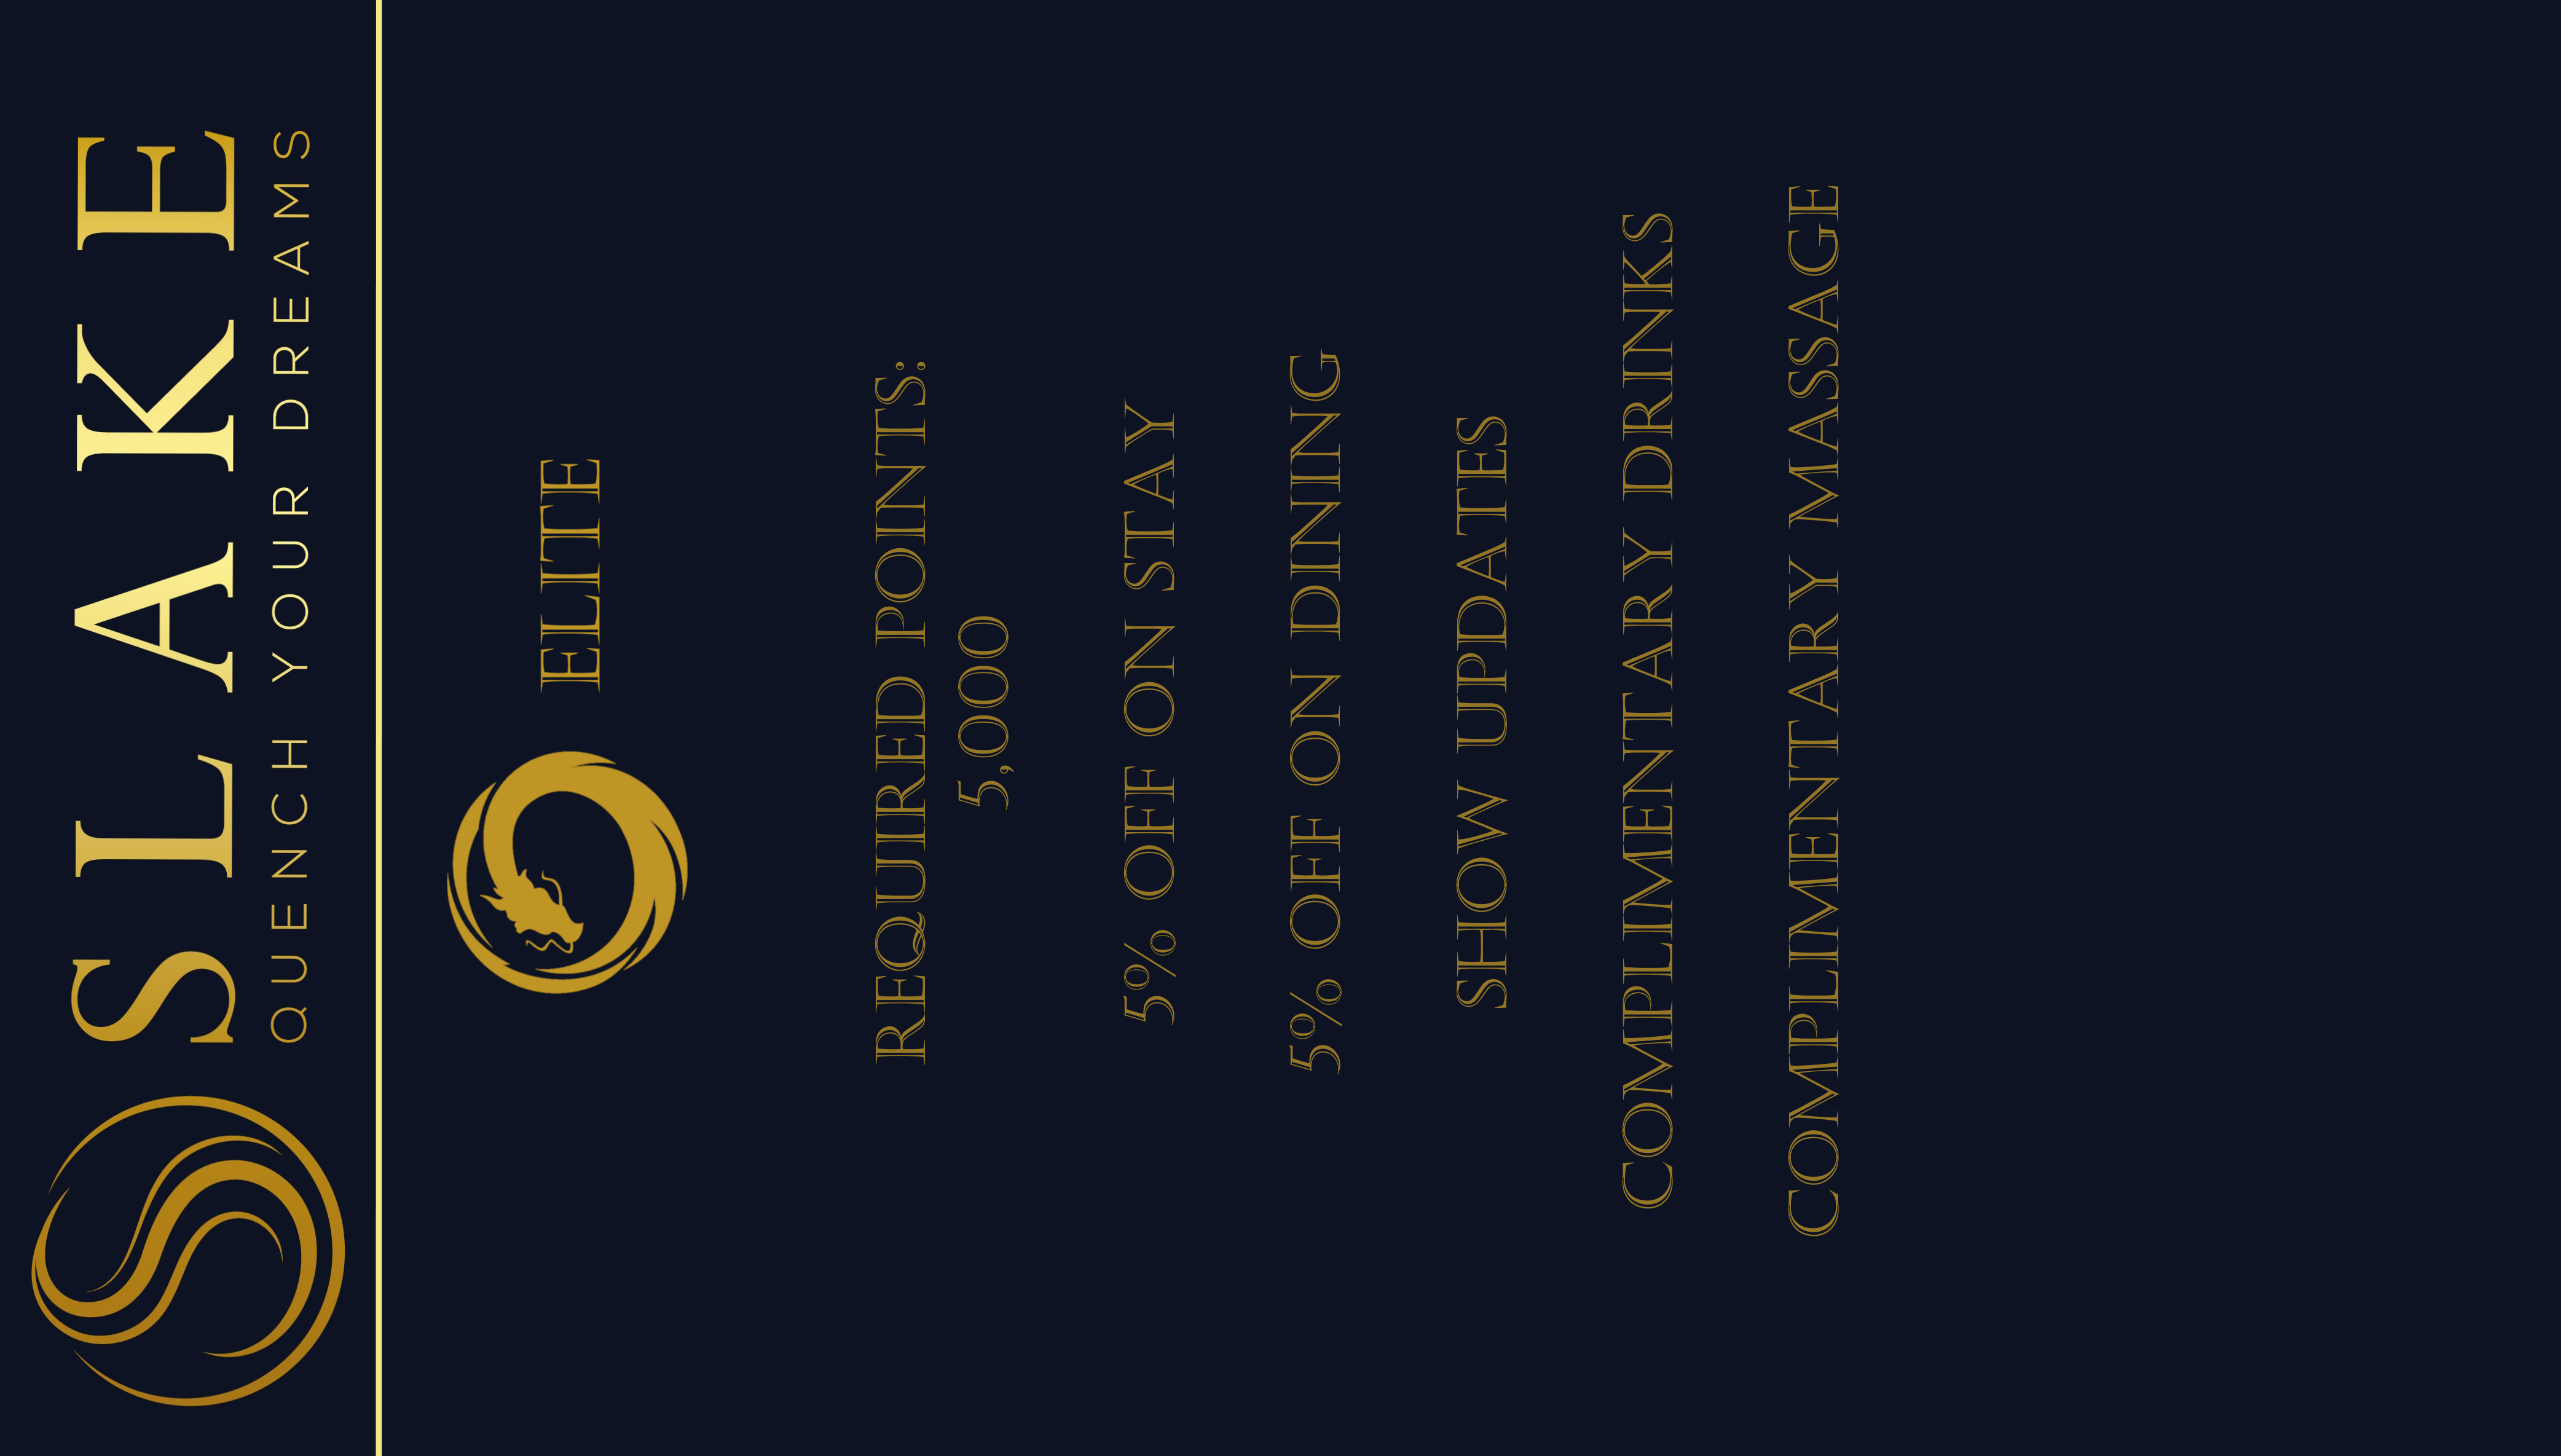 SLAKE
QUENCH YOUR DREAMS
ELITE
REQUIRED POINTS:
5,000
5% OFF ON STAY
5% OFF ON DINING
SHOW UPDATES
COMPLIMENTARY DRINKS
COMPLIMENTARY MASSAGE